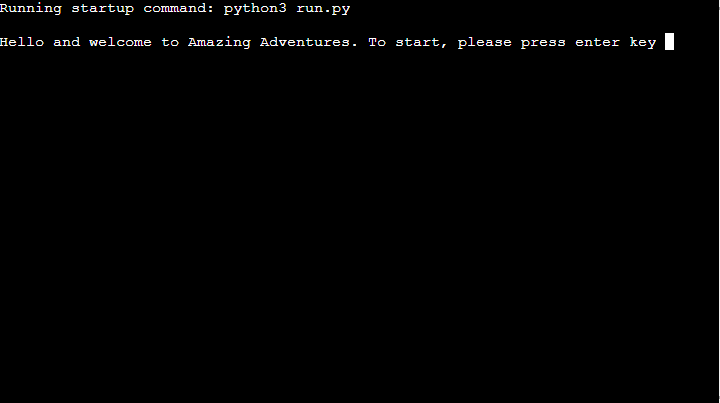 Running startup command: python3 run.py
Hello and welcome to Amazing Adventures. To start, please press enter key